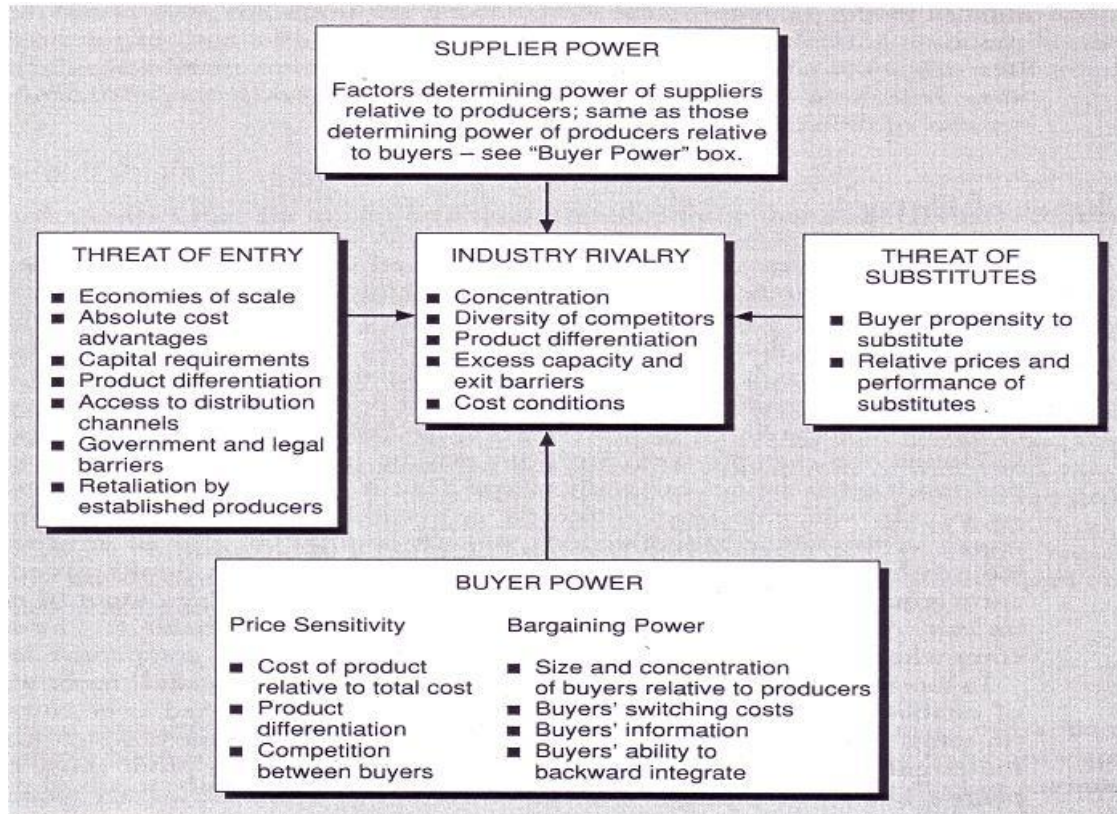 SUPPLIER POWER
Factors determining power of suppliers
relative to producers; same as those
determining power of producers relative
to buyers – see “Buyer Power” box.
THREAT OF ENTRY
■ Economies of scale
■ Absolute cost
advantages
■ Capital requirements
■ Product differentiation
■ Access to distribution
channels
■ Government and legal
barriers
■ Retaliation by
established producers
INDUSTRY RIVALRY
■ Concentration
■ Diversity of competitors
■ Product differentiation
■ Excess capacity and
exit barriers
■ Cost conditions
THREAT OF
SUBSTITUTES
■ Buyer propensity to
substitute
■ Relative prices and
performance of
substitutes .
BUYER POWER
Price Sensitivity
■ Cost of product
relative to total cost
■ Product
differentiation
■ Competition
between buyers
Bargaining Power
■ Size and concentration
of buyers relative to producers
■ Buyers’ switching costs
■ Buyers’ information
■ Buyers’ ability to
backward integrate